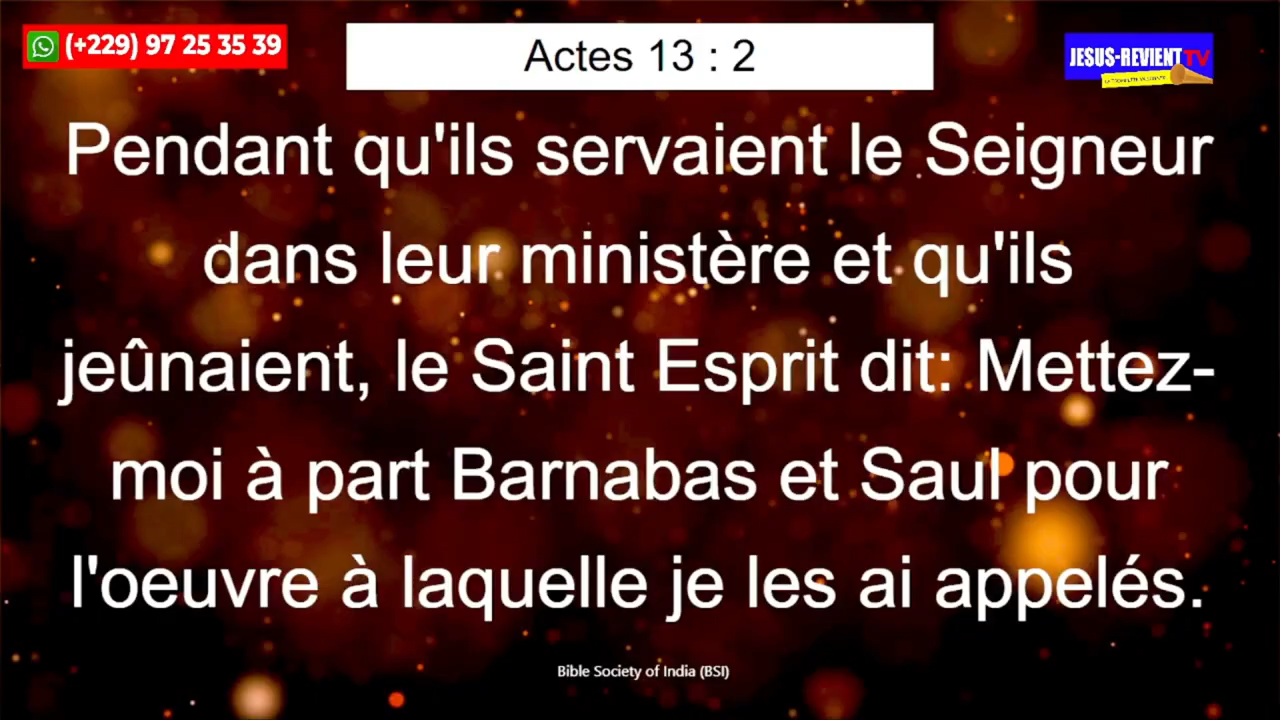 (+229) 97 25 35 39
Actes 13 : 2
JESUS-REVIENT TV
Pendant qu'ils servaient le Seigneur
dans leur ministère et qu'ils
jeûnaient, le Saint Esprit dit: Mettez-
moi à part Barnabas et Saul pour
l'oeuvre à laquelle je les ai appelés.
Bible Society of India (BSI)